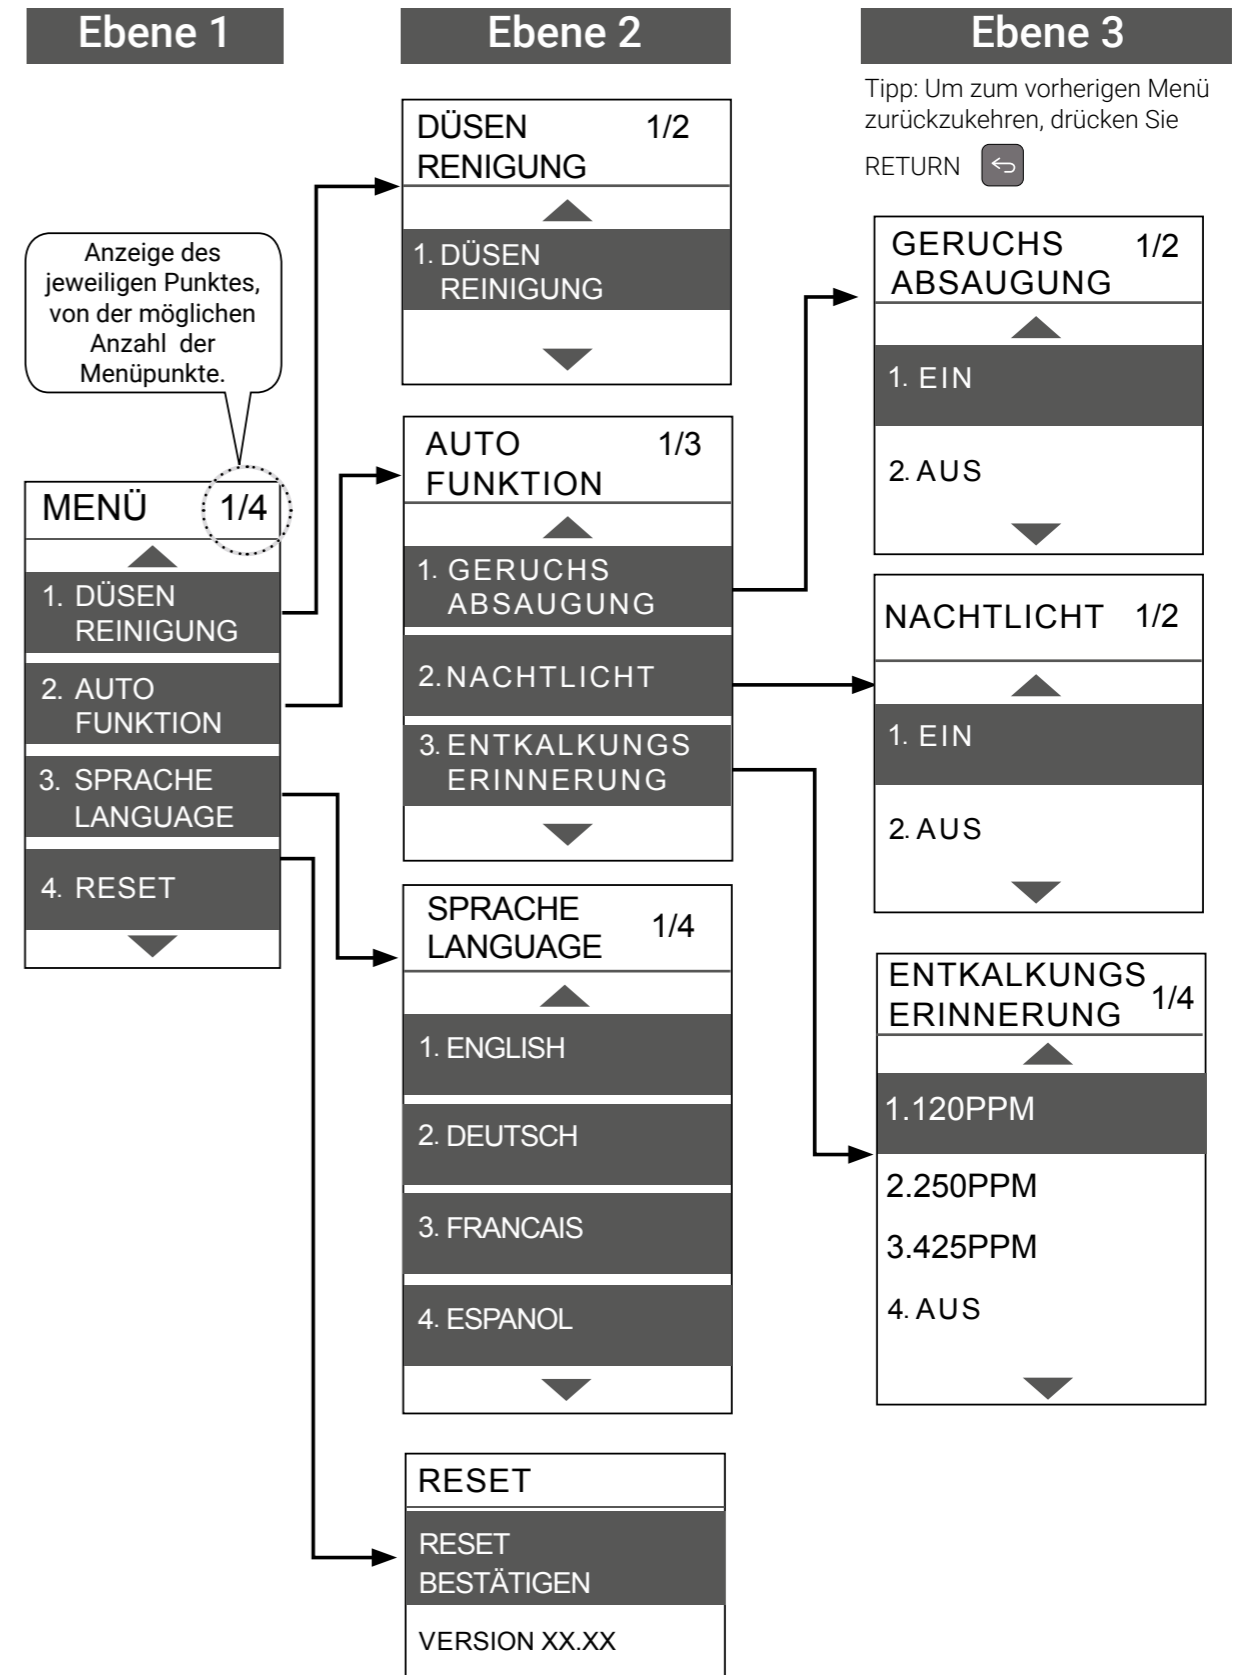 Ebene 1
Ebene 2
Ebene 3
Tipp: Um zum vorherigen Menü
zurückzukehren, drücken Sie
RETURN
Anzeige des
jeweiligen Punktes,
von der möglichen
Anzahl der
Menüpunkte.
MENÜ 1/4
1. DÜSEN
REINIGUNG
2. AUTO
FUNKTION
3. SPRACHE
LANGUAGE
4. RESET
DÜSEN 1/2
RENIGUNG
1. DÜSEN
REINIGUNG
AUTO 1/3
FUNKTION
1. GERUCHS
ABSAUGUNG
2. NACHTLICHT
3. ENTKALKUNGS
ERINNERUNG
SPRACHE
LANGUAGE 1/4
1. ENGLISH
2. DEUTSCH
3. FRANCAIS
4. ESPANOL
RESET
RESET
BESTÄTIGEN
VERSION XX.XX
GERUCHS 1/2
ABSAUGUNG
1. EIN
2. AUS
NACHTLICHT 1/2
1. EIN
2. AUS
ENTKALKUNGS
ERINNERUNG 1/4
1.120PPM
2.250PPM
3.425PPM
4. AUS